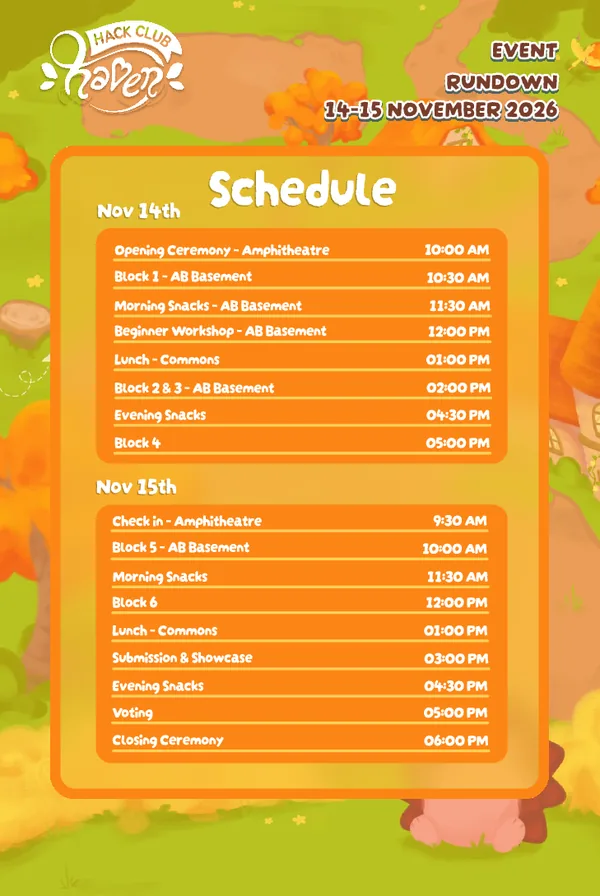 HACK CLUB
haven
EVENT
RUNDOWN
14-15 NOVEMBER 2026
Schedule
Nov 14th
Opening Ceremony - Amphitheatre 10:00 AM
Block 1 - AB Basement 10:30 AM
Morning Snacks - AB Basement 11:30 AM
Beginner Workshop - AB Basement 12:00 PM
Lunch - Commons 01:00 PM
Block 2 & 3 - AB Basement 02:00 PM
Evening Snacks 04:30 PM
Block 4 05:00 PM
Nov 15th
Check in - Amphitheatre 9:30 AM
Block 5 - AB Basement 10:00 AM
Morning Snacks 11:30 AM
Block 6 12:00 PM
Lunch - Commons 01:00 PM
Submission & Showcase 03:00 PM
Evening Snacks 04:30 PM
Voting 05:00 PM
Closing Ceremony 06:00 PM